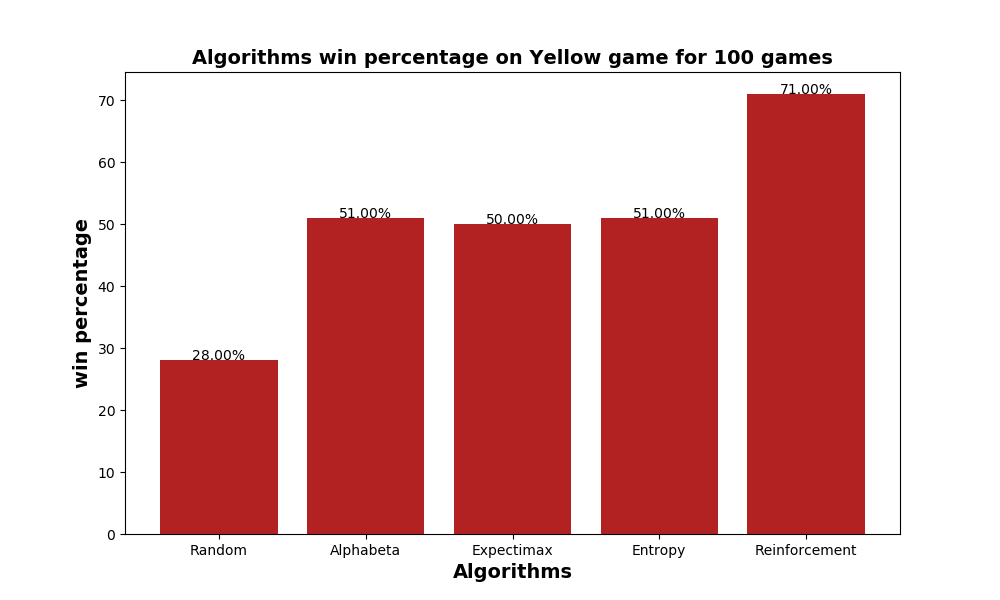 Algorithms win percentage on Yellow game for 100 games
win percentage
70
60
50
40
30
20
10
0
28.00%
51.00%
50.00%
51.00%
71.00%
Random
Alphabeta
Expectimax
Entropy
Reinforcement
Algorithms